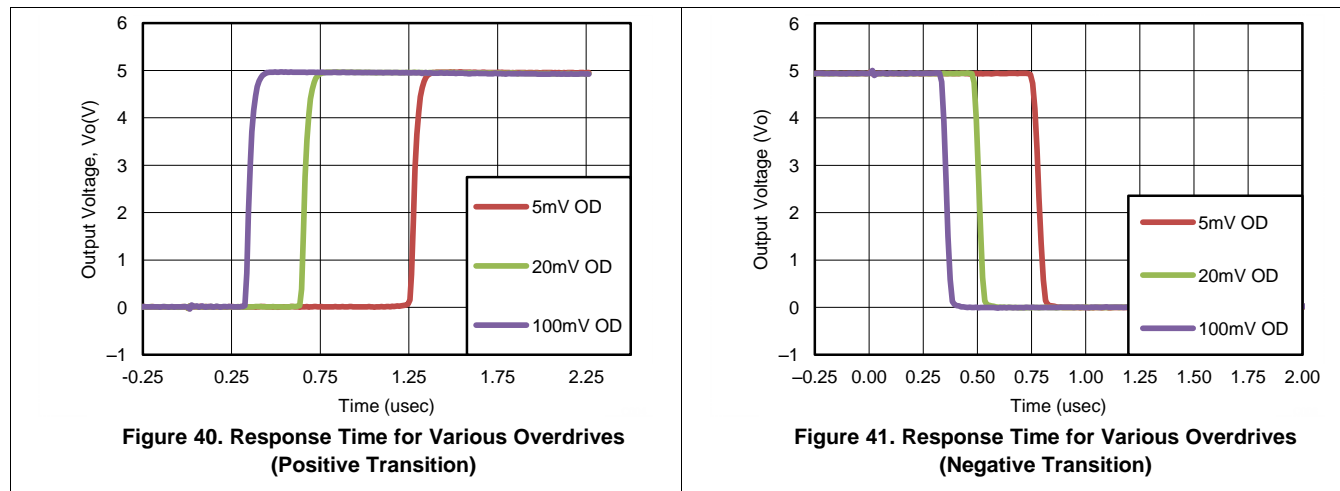 6
5
4
3
2
1
0
–1
Output Voltage, Vo(V)
5mV OD
20mV OD
100mV OD
-0.25 0.25 0.75 1.25 1.75 2.25
Time (usec)
Figure 40. Response Time for Various Overdrives
(Positive Transition)
6
5
4
3
2
1
0
–1
Output Voltage (Vo)
5mV OD
20mV OD
100mV OD
–0.25 0.00 0.25 0.50 0.75 1.00 1.25 1.50 1.75 2.00
Time (usec)
Figure 41. Response Time for Various Overdrives
(Negative Transition)